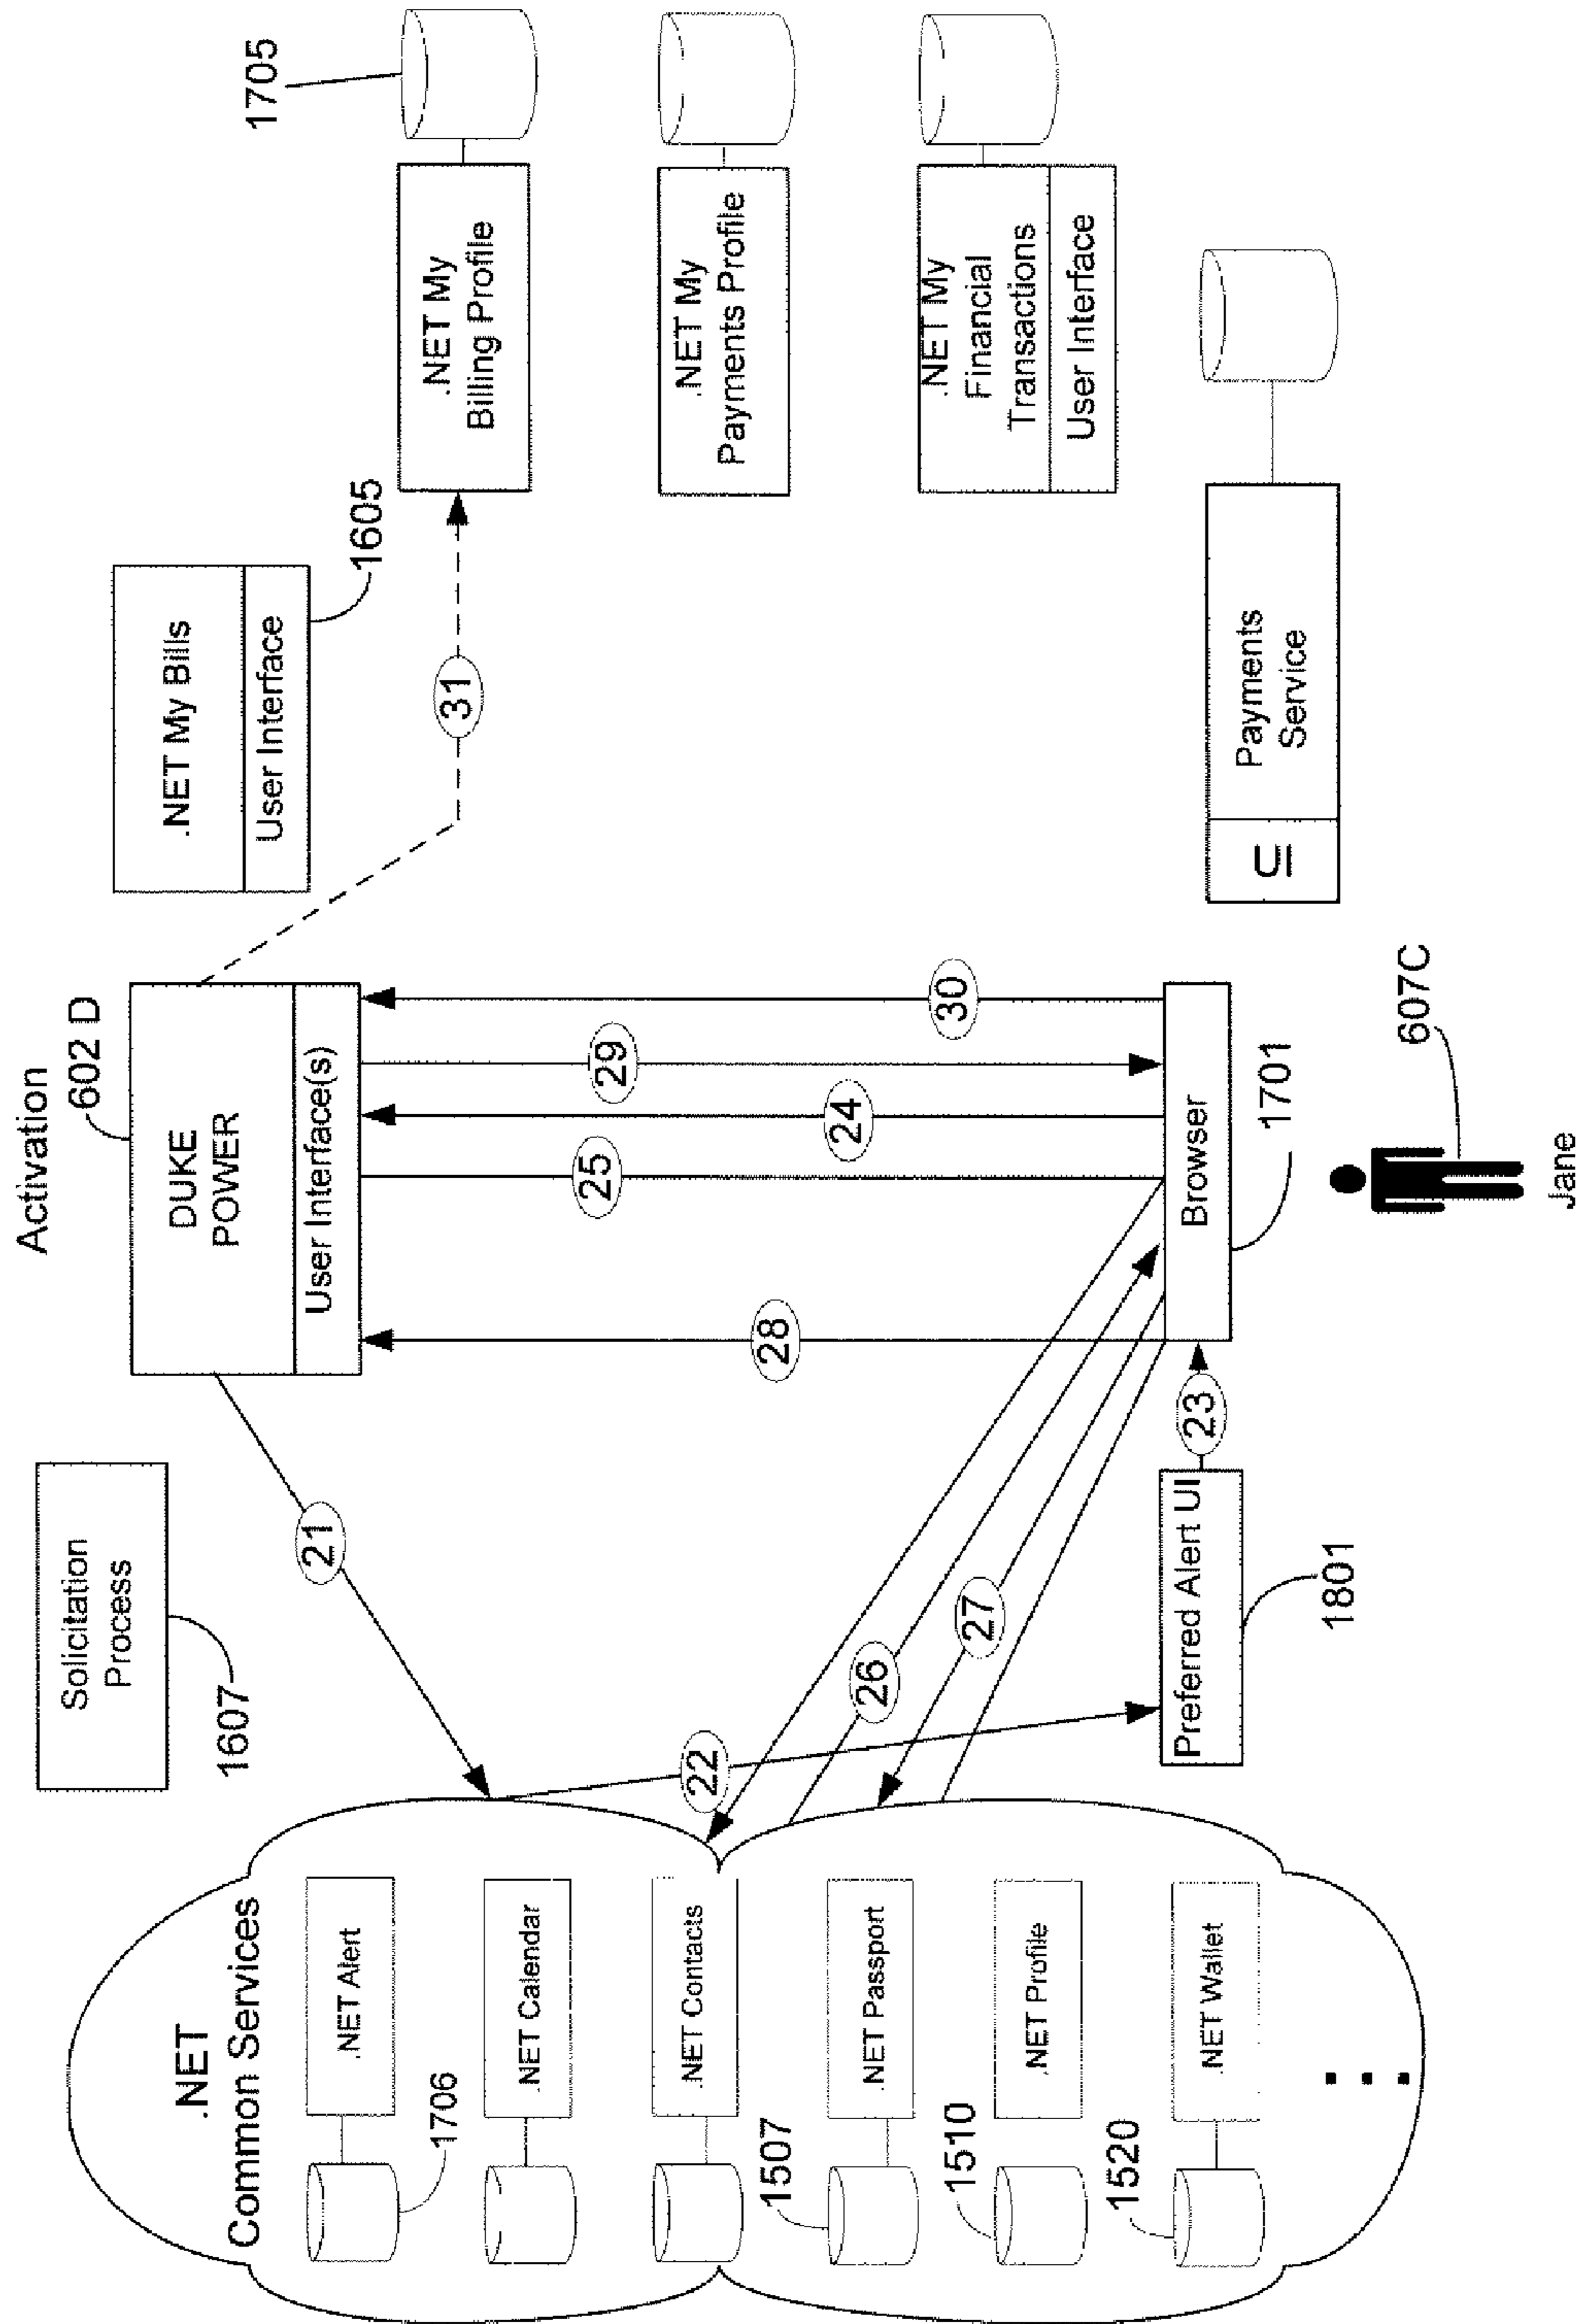 Activation
.NET
Common Services
.NET Alert
1706
.NET Calendar
.NET Contacts
.NET Passport
1507
.NET Profile
1510
.NET Wallet
1520
Solicitation
Process
1607
DUKE
POWER
User Interface(s)
602 D
.NET My Bills
User Interface
1605
.NET My
Billing Profile
1705
.NET My
Payments Profile
.NET My
Financial
Transactions
User Interface
UI
Payments
Service
21
22
23
24
25
26
27
28
29
30
31
Preferred Alert UI
1801
Browser
1701
607C
Jane